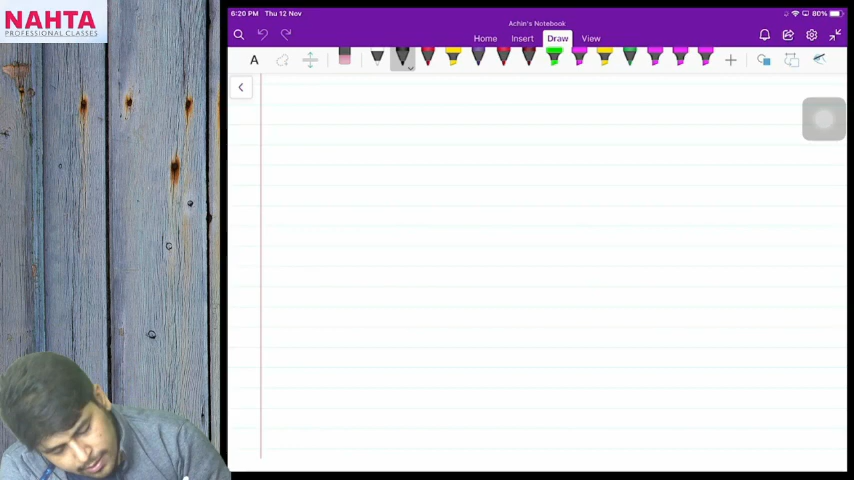 NAHTA
PROFESSIONAL CLASSES
6:20 PM Thu 12 Nov
80%
Achin's Notebook
Home Insert Draw View
A